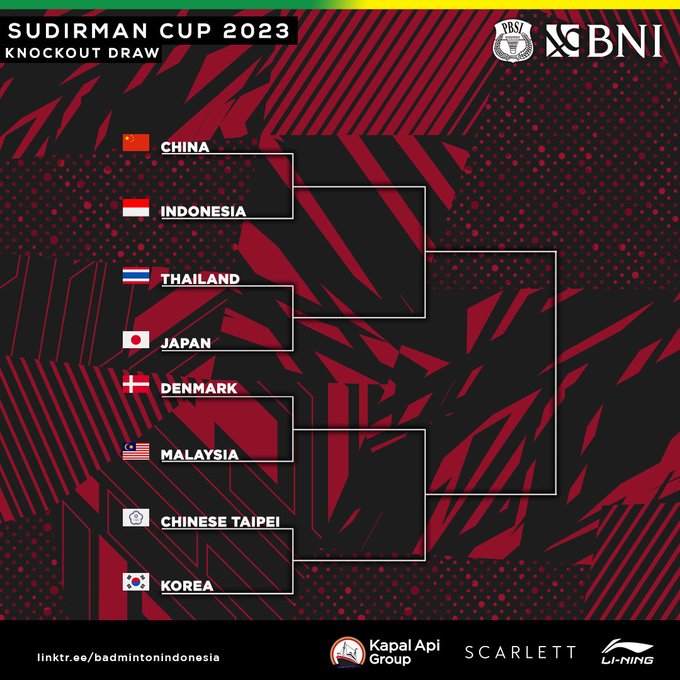 SUDIRMAN CUP 2023
KNOCKOUT DRAW
PBSI
BNI
CHINA
INDONESIA
THAILAND
JAPAN
DENMARK
MALAYSIA
CHINESE TAIPEI
KOREA
linktr.ee/badmintonindonesia
Kapal Api
Group
SCARLETT
LI-NING